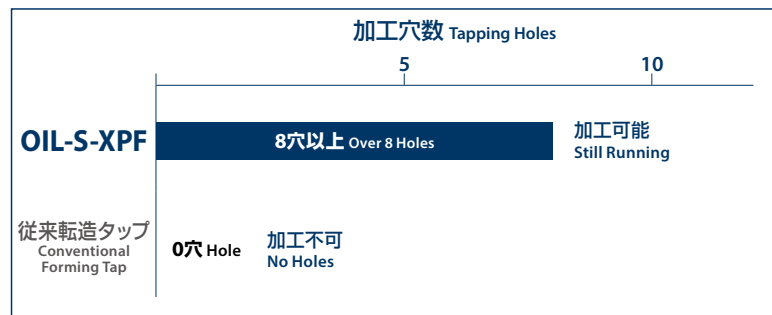 加工穴数 Tapping Holes
5
10
OIL-S-XPF
8穴以上 Over 8 Holes
加工可能
Still Running
従来転造タップ
Conventional
Forming Tap
0穴 Hole
加工不可
No Holes